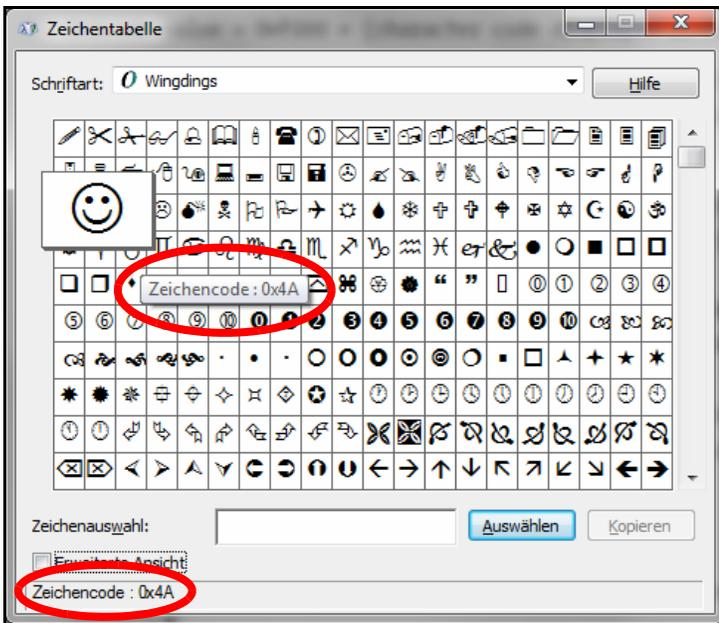 Zeichentabelle
Schriftart: O Wingdings Hilfe
Zeichencode : 0x4A
Zeichenauswahl: Auswählen Kopieren
Erweiterte Ansicht
Zeichencode : 0x4A